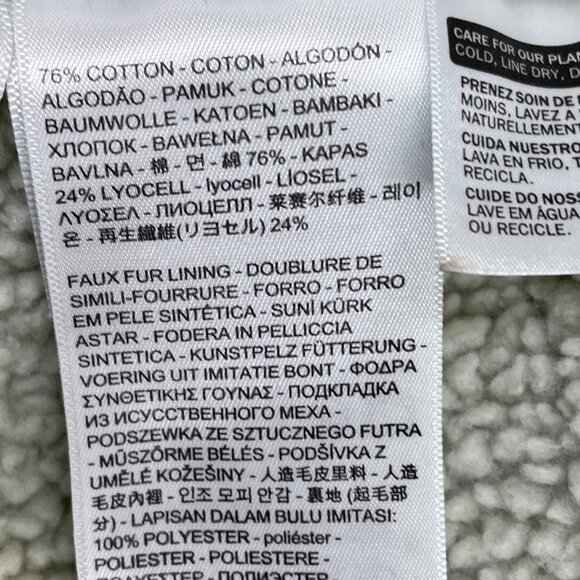 76% COTTON - COTON - ALGODÓN -
ALGODÃO - PAMUK - COTONE -
BAUMWOLLE - KATOEN - BAMBAKI -
ХЛОПОК - BAWEŁNA - PAMUT -
BAVLNA - 棉 - 면 - 綿 76% - KAPAS
24% LYOCELL - lyocell - LİOSEL -
ΛΥΟΣΕΛ - ЛИОЦЕЛЛ - 莱赛尔纤维 - 레이
온 - 再生繊維(リヨセル) 24%
FAUX FUR LINING - DOUBLURE DE
SIMILI-FOURRURE - FORRO - FORRO
EM PELE SINTÉTICA - SUNİ KÜRK
ASTAR - FODERA IN PELLICCIA
SINTETICA - KUNSTPELZ FÜTTERUNG -
VOERING UIT IMITATIE BONT - ΦΟΔΡΑ
ΣΥΝΘΕΤΙΚΗΣ ΓΟΥΝΑΣ - ПОДКЛАДКА
ИЗ ИСУССТВЕННОГО МЕХА -
PODSZEWKA ZE SZTUCZNEGO FUTRA
- MŰSZŐRME BÉLÉS - PODŠÍVKA Z
UMĚLÉ KOŽEŠINY - 人造毛皮里料 - 人造
毛皮內裡 - 인조 모피 안감 - 裏地 (起毛部
分) - LAPISAN DALAM BULU IMITASI:
100% POLYESTER - poliéster -
POLIESTER - POLIESTERE -
POLYESTER - ПОЛИЭСТЕР
CARE FOR OUR PLAN
COLD, LINE DRY, D
PRENEZ SOIN DE
MOINS, LAVEZ A
NATURELLEMEN
CUIDA NUESTRO
LAVA EN FRIO, T
RECICLA.
CUIDE DO NOSS
LAVE EM ÁGUA
OU RECICLE.